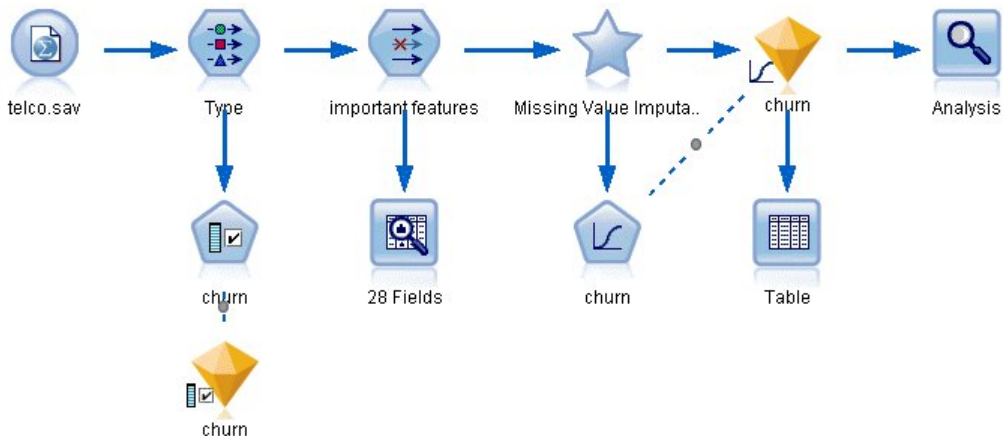 telco.sav
Type
important features
Missing Value Imputa..
churn
Analysis
churn
28 Fields
churn
Table
churn